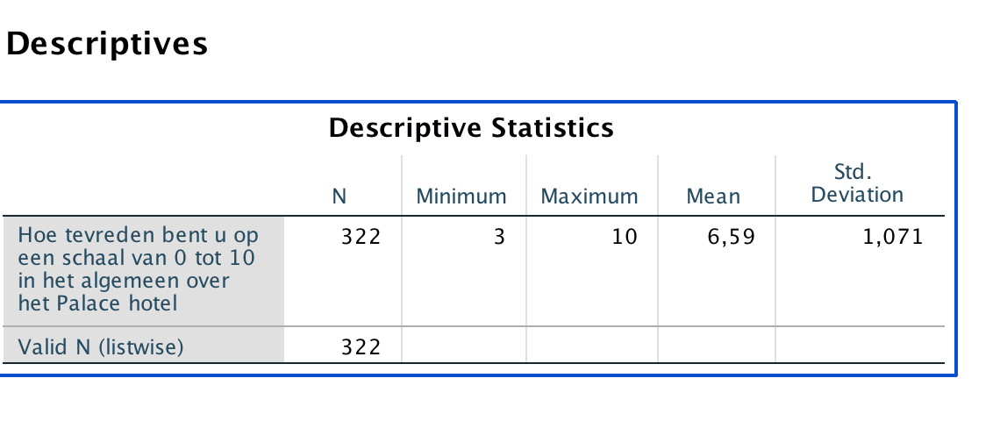 Descriptives
Descriptive Statistics
N Minimum Maximum Mean Std. Deviation
Hoe tevreden bent u op 322 3 10 6,59 1,071
een schaal van 0 tot 10
in het algemeen over
het Palace hotel
Valid N (listwise) 322